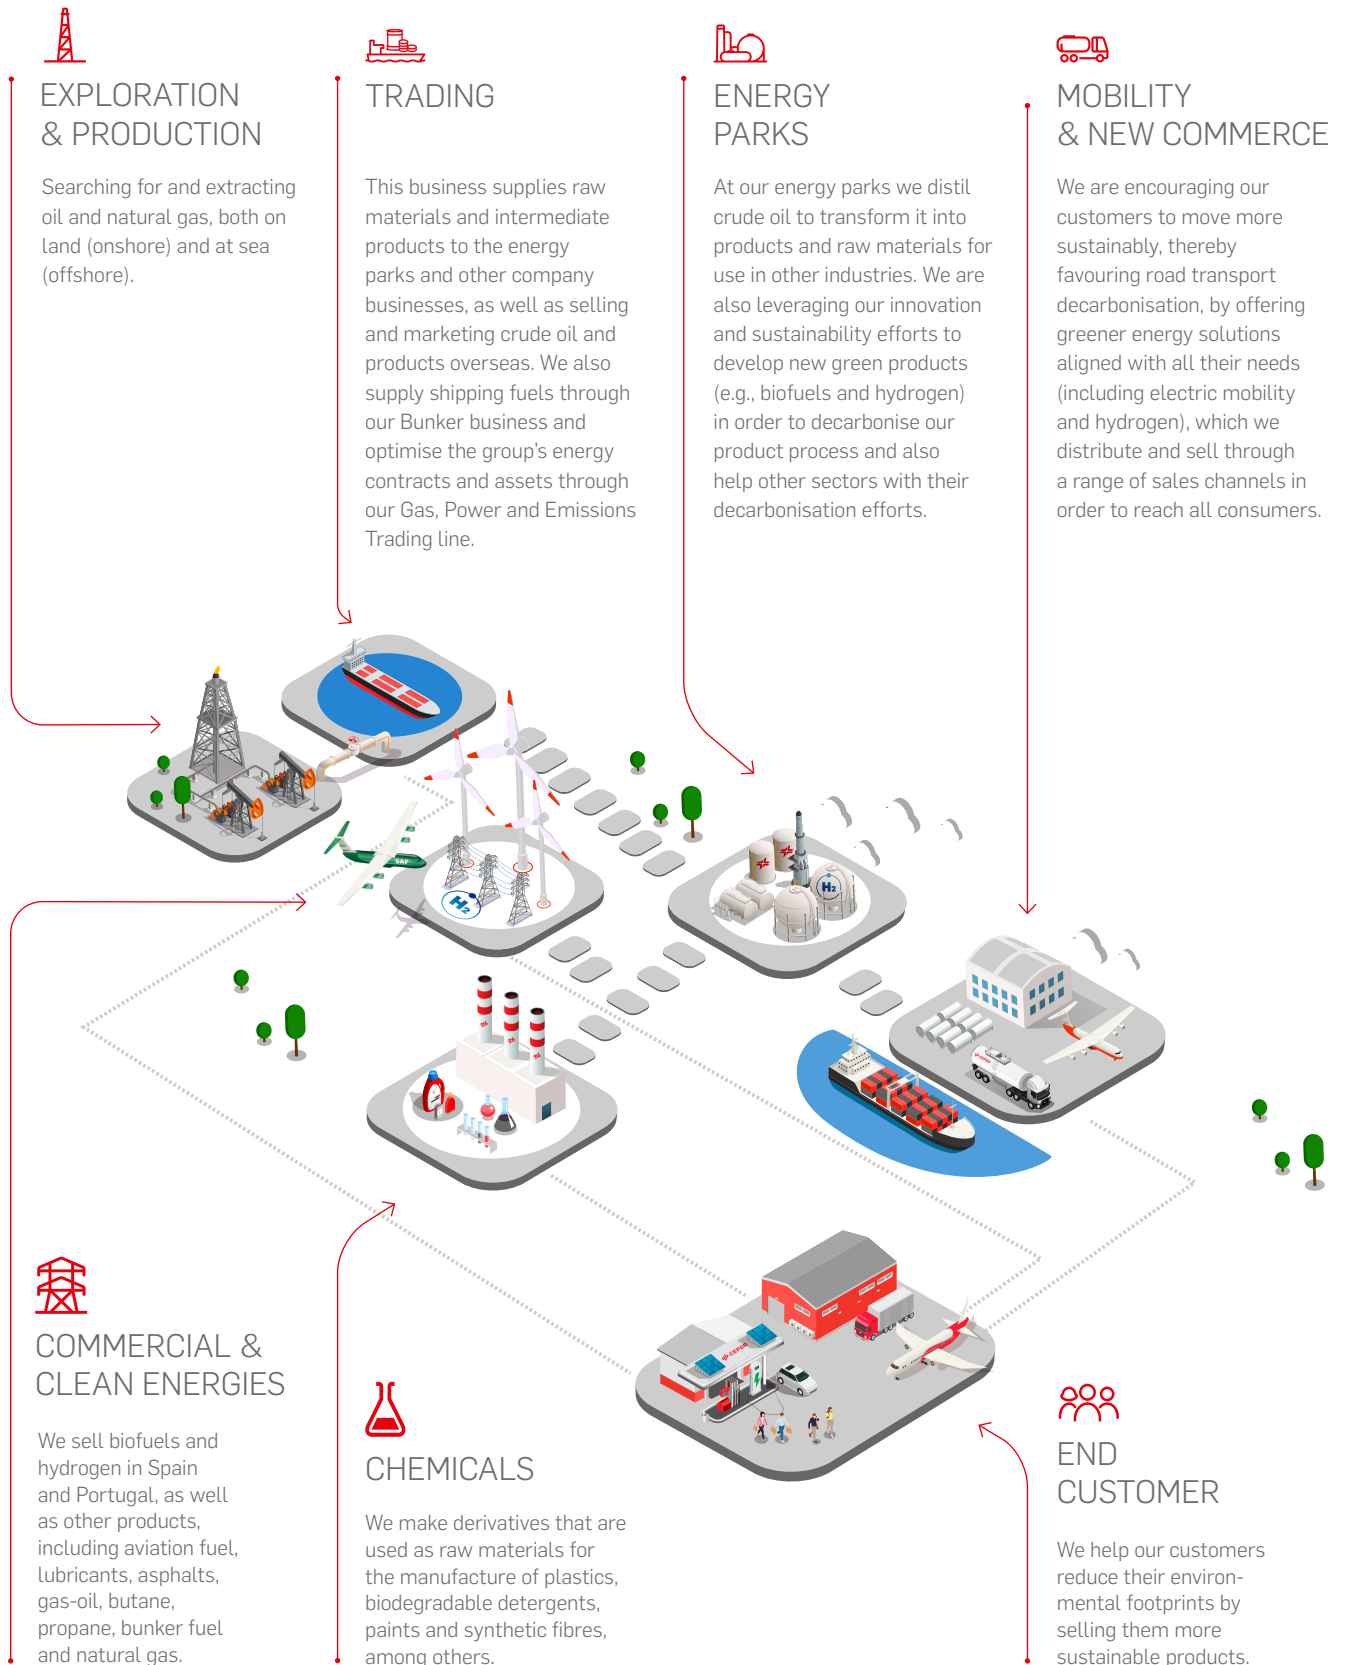 EXPLORATION
& PRODUCTION
Searching for and extracting
oil and natural gas, both on
land (onshore) and at sea
(offshore).
TRADING
This business supplies raw
materials and intermediate
products to the energy
parks and other company
businesses, as well as selling
and marketing crude oil and
products overseas. We also
supply shipping fuels through
our Bunker business and
optimise the group's energy
contracts and assets through
our Gas, Power and Emissions
Trading line.
ENERGY
PARKS
At our energy parks we distil
crude oil to transform it into
products and raw materials for
use in other industries. We are
also leveraging our innovation
and sustainability efforts to
develop new green products
(e.g., biofuels and hydrogen)
in order to decarbonise our
product process and also
help other sectors with their
decarbonisation efforts.
MOBILITY
& NEW COMMERCE
We are encouraging our
customers to move more
sustainably, thereby
favouring road transport
decarbonisation, by offering
greener energy solutions
aligned with all their needs
(including electric mobility
and hydrogen), which we
distribute and sell through
a range of sales channels in
order to reach all consumers.
SAF
H2
H2
CEPSA
CEPSA
COMMERCIAL &
CLEAN ENERGIES
We sell biofuels and
hydrogen in Spain
and Portugal, as well
as other products,
including aviation fuel,
lubricants, asphalts,
gas-oil, butane,
propane, bunker fuel
and natural gas.
CHEMICALS
We make derivatives that are
used as raw materials for
the manufacture of plastics,
biodegradable detergents,
paints and synthetic fibres,
among others.
END
CUSTOMER
We help our customers
reduce their environ-
mental footprints by
selling them more
sustainable products.